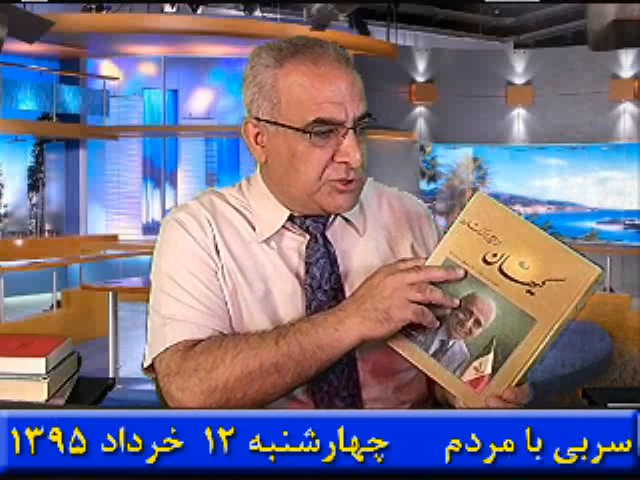 کیهان
سربی با مردم چهارشنبه ۱۲ خرداد ۱۳۹۵